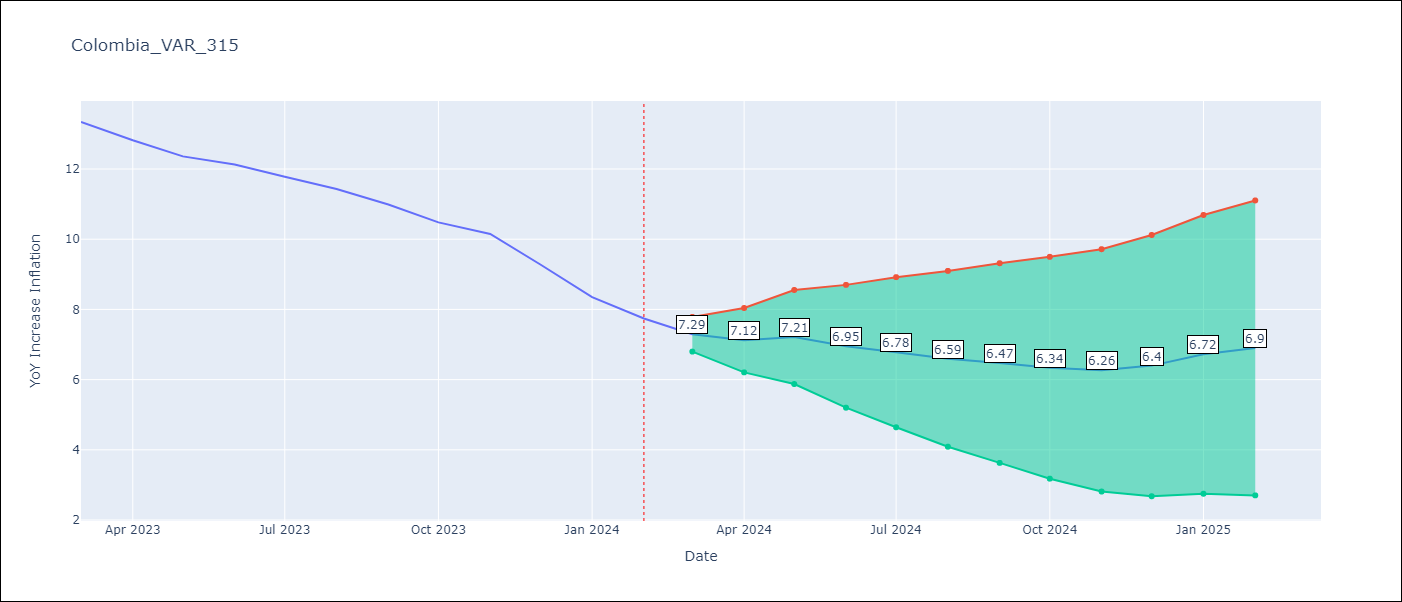 Colombia_VAR_315
YoY Increase Inflation
12
10
8
6
4
2
7.29
7.12
7.21
6.95
6.78
6.59
6.47
6.34
6.26
6.4
6.72
6.9
Apr 2023
Jul 2023
Oct 2023
Jan 2024
Apr 2024
Jul 2024
Oct 2024
Jan 2025
Date